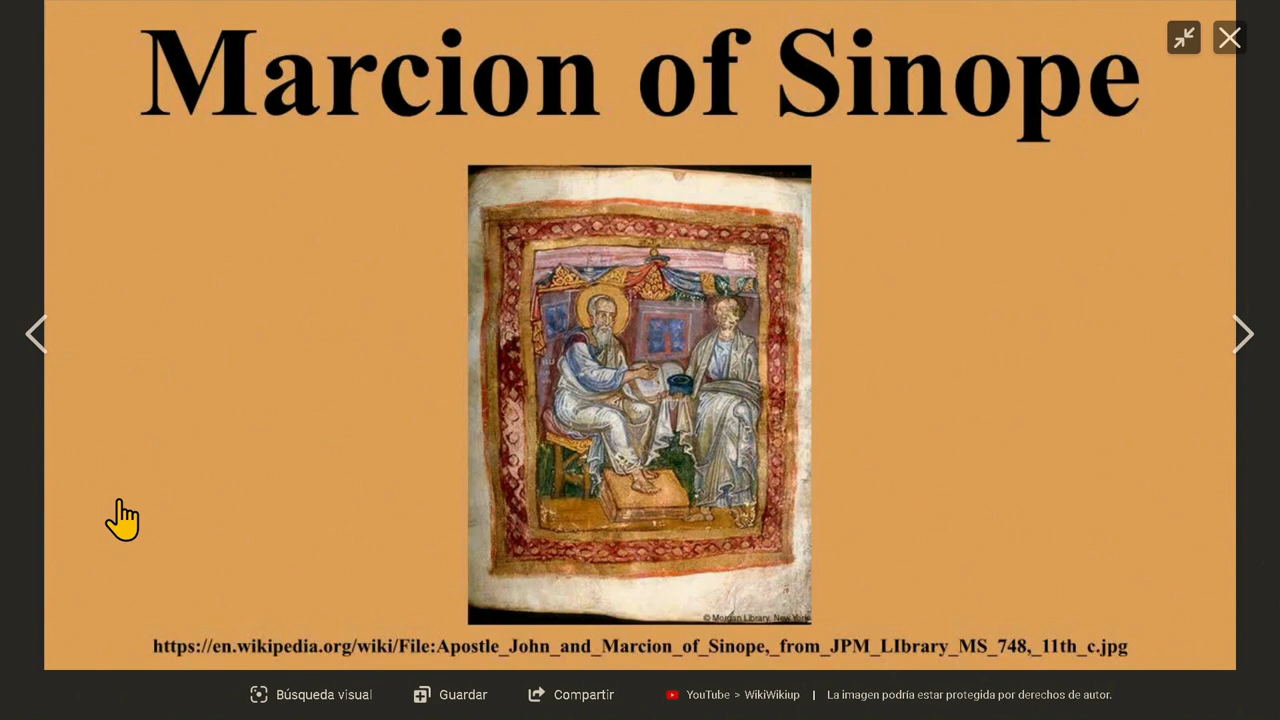 Marcion of Sinope
© Morgan Library, New York
https://en.wikipedia.org/wiki/File:Apostle_John_and_Marcion_of_Sinope,_from_JPM_LIbrary_MS_748,_11th_c.jpg
Búsqueda visual Guardar Compartir YouTube > WikiWikiup | La imagen podría estar protegida por derechos de autor.